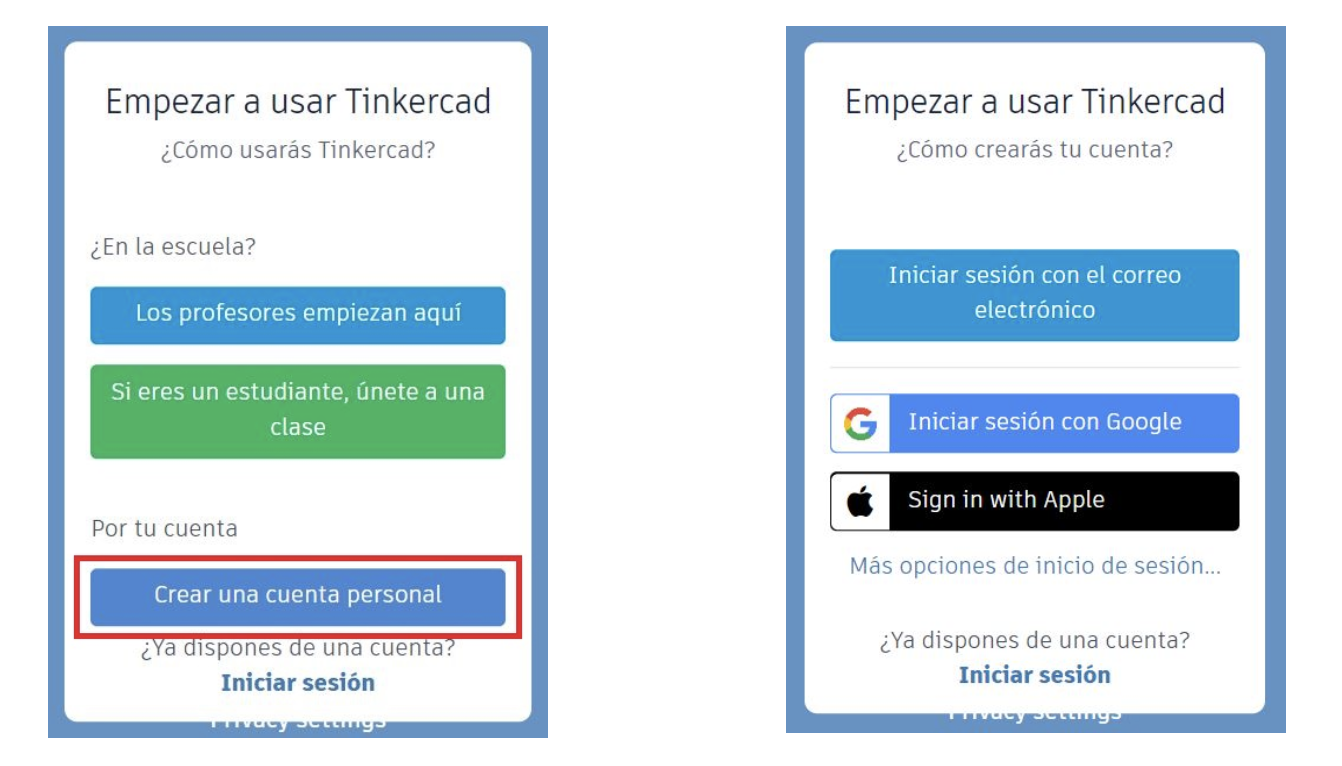 Empezar a usar Tinkercad
¿Cómo usarás Tinkercad?
¿En la escuela?
Los profesores empiezan aquí
Si eres un estudiante, únete a una
clase
Por tu cuenta
Crear una cuenta personal
¿Ya dispones de una cuenta?
Iniciar sesión
Privacy settings
Empezar a usar Tinkercad
¿Cómo crearás tu cuenta?
Iniciar sesión con el correo
electrónico
Iniciar sesión con Google
Sign in with Apple
Más opciones de inicio de sesión...
¿Ya dispones de una cuenta?
Iniciar sesión
Privacy settings